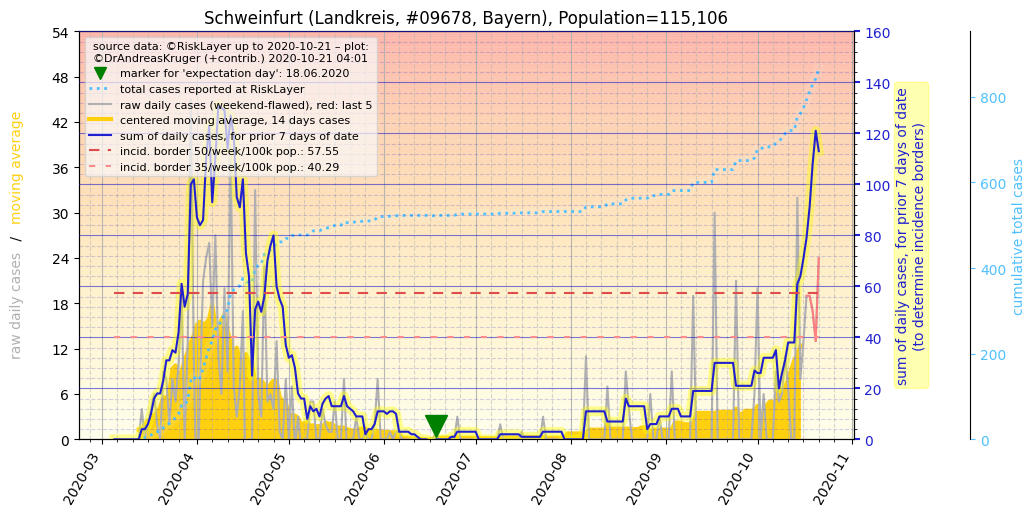 Schweinfurt (Landkreis, #09678, Bayern), Population=115,106
source data: ©RiskLayer up to 2020-10-21 – plot:
©DrAndreasKruger (+contrib.) 2020-10-21 04:01
marker for 'expectation day': 18.06.2020
total cases reported at RiskLayer
raw daily cases (weekend-flawed), red: last 5
centered moving average, 14 days cases
sum of daily cases, for prior 7 days of date
incid. border 50/week/100k pop.: 57.55
incid. border 35/week/100k pop.: 40.29
raw daily cases / moving average
54
48
42
36
30
24
18
12
6
0
160
140
120
100
80
60
40
20
0
sum of daily cases, for prior 7 days of date
(to determine incidence borders)
800
600
400
200
0
cumulative total cases
2020-03
2020-04
2020-05
2020-06
2020-07
2020-08
2020-09
2020-10
2020-11